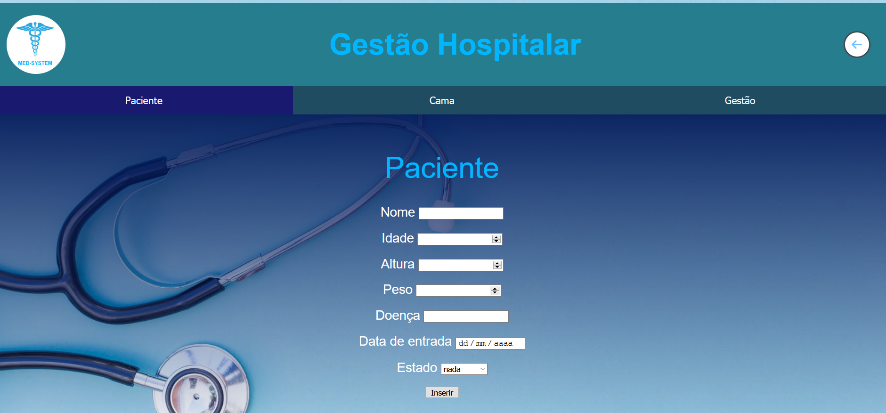 MED-SYSTEM
Gestão Hospitalar
Paciente Cama Gestão
Paciente
Nome
Idade
Altura
Peso
Doença
Data de entrada dd / mm / aaaa
Estado nada
Inserir